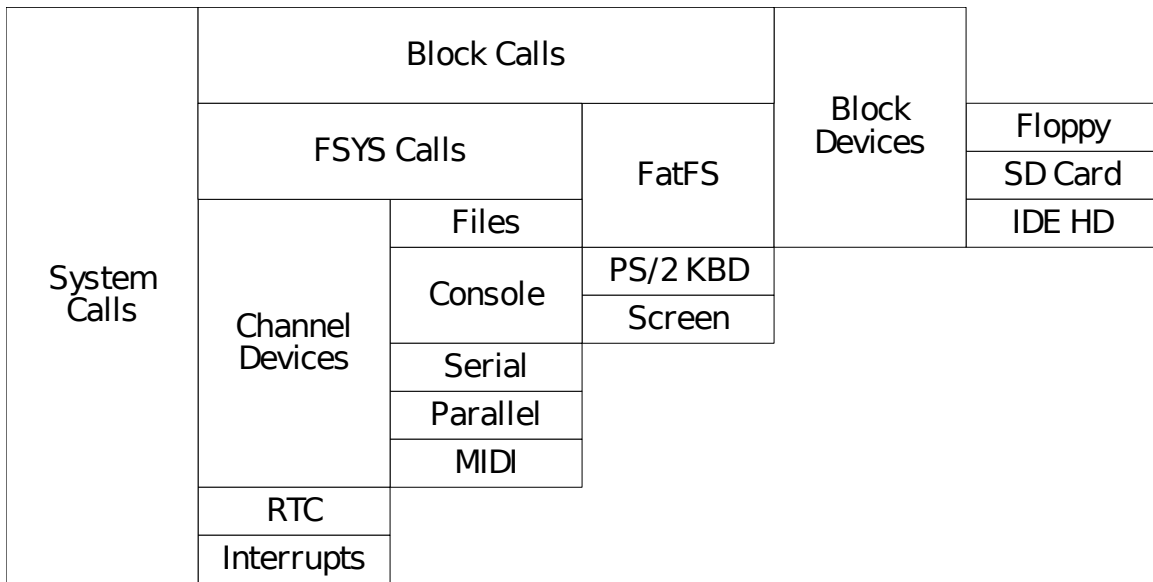 Block Calls
Block
Devices
Floppy
FSYS Calls
FatFS
SD Card
Files
IDE HD
System
Calls
Channel
Devices
Console
PS/2 KBD
Screen
Serial
Parallel
MIDI
RTC
Interrupts